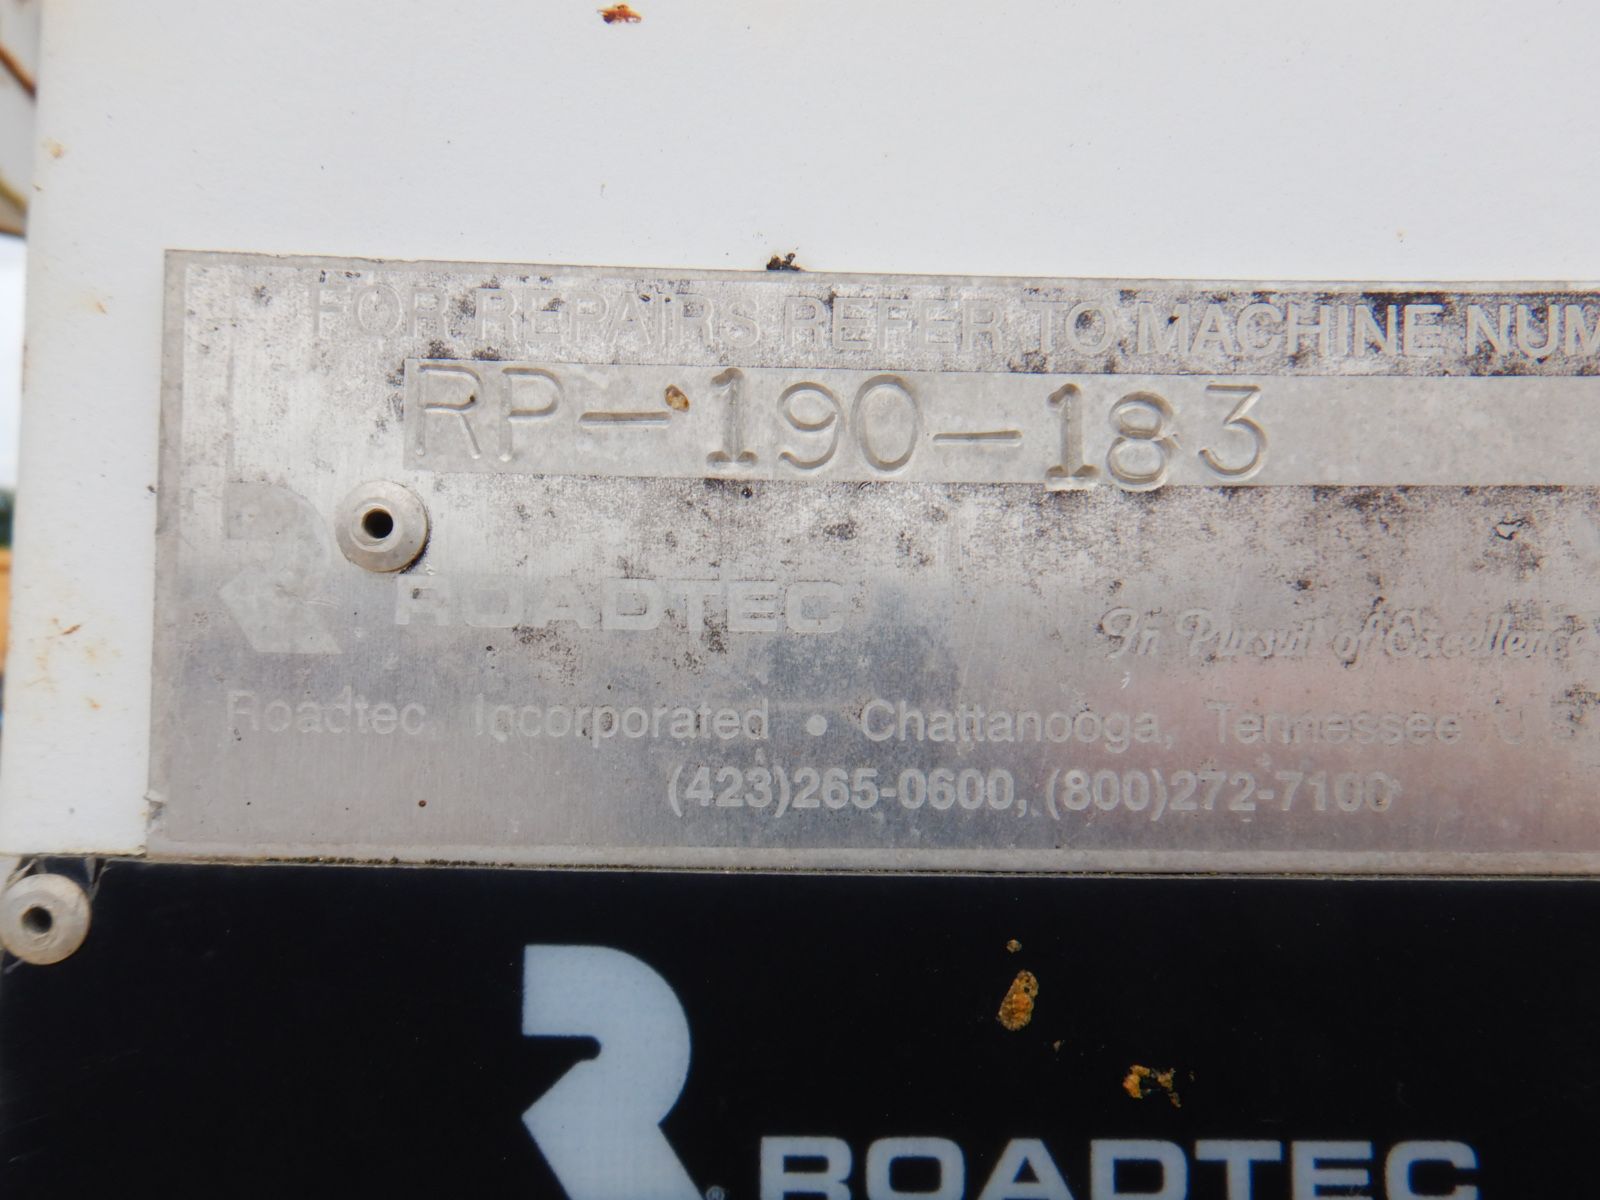 FOR REPAIRS REFER TO MACHINE NUM
RP-190-183
ROADTEC
In Pursuit of Excellence
Roadtec, Incorporated • Chattanooga, Tennessee U S
(423)265-0600, (800)272-7100
ROADTEC